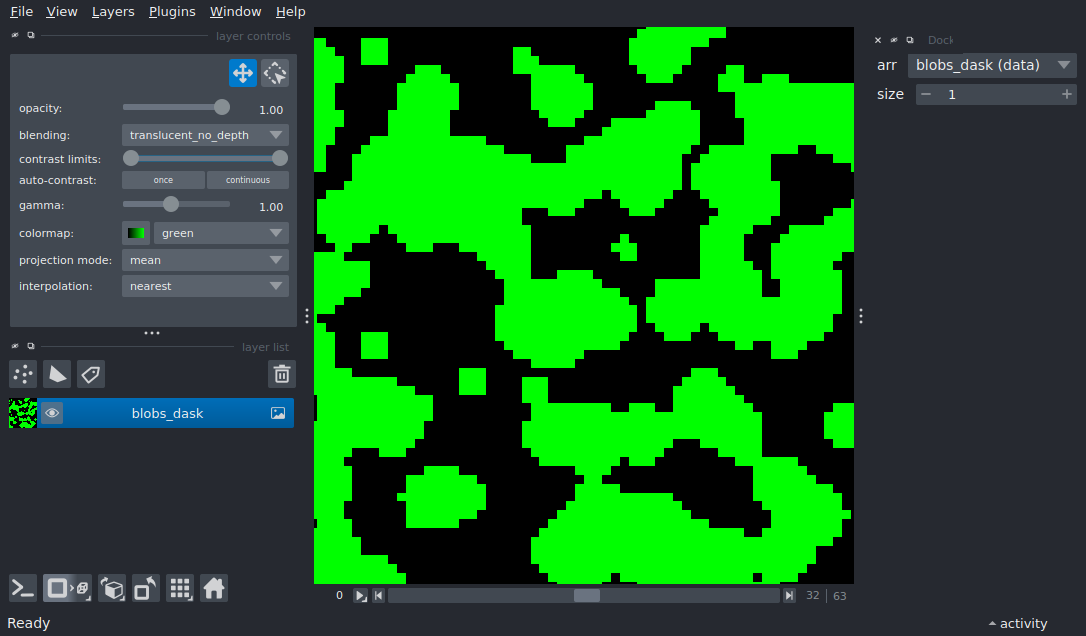 File View Layers Plugins Window Help
layer controls
opacity: 1.00
blending: translucent_no_depth
contrast limits:
auto-contrast: once continuous
gamma: 1.00
colormap: green
projection mode: mean
interpolation: nearest
layer list
blobs_dask
Dock
arr blobs_dask (data)
size 1
0 32 63
Ready
activity